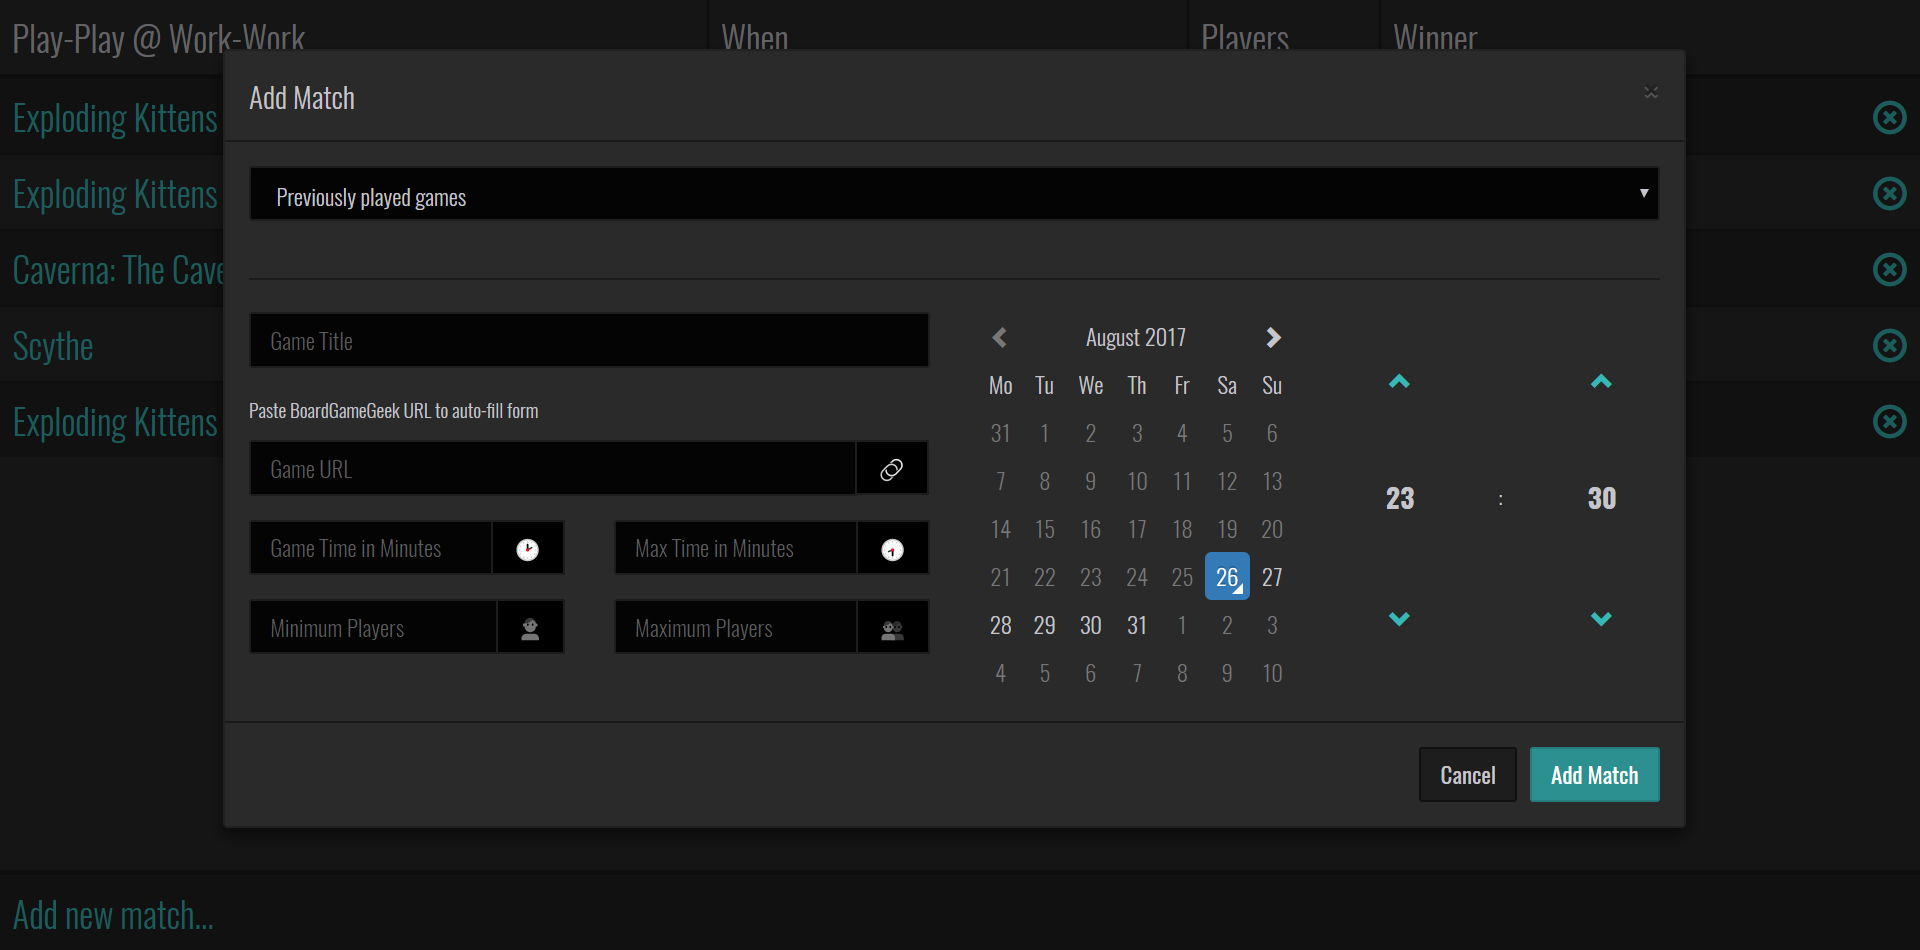 Play-Play @ Work-Work When Players Winner
Add Match
Exploding Kittens
Previously played games
Exploding Kittens
Caverna: The Cave
Scythe
Exploding Kittens
Game Title
Paste BoardGameGeek URL to auto-fill form
Game URL
Game Time in Minutes Max Time in Minutes
Minimum Players Maximum Players
August 2017
Mo Tu We Th Fr Sa Su
31 1 2 3 4 5 6
7 8 9 10 11 12 13
14 15 16 17 18 19 20
21 22 23 24 25 26 27
28 29 30 31 1 2 3
4 5 6 7 8 9 10
23 : 30
Cancel Add Match
Add new match...